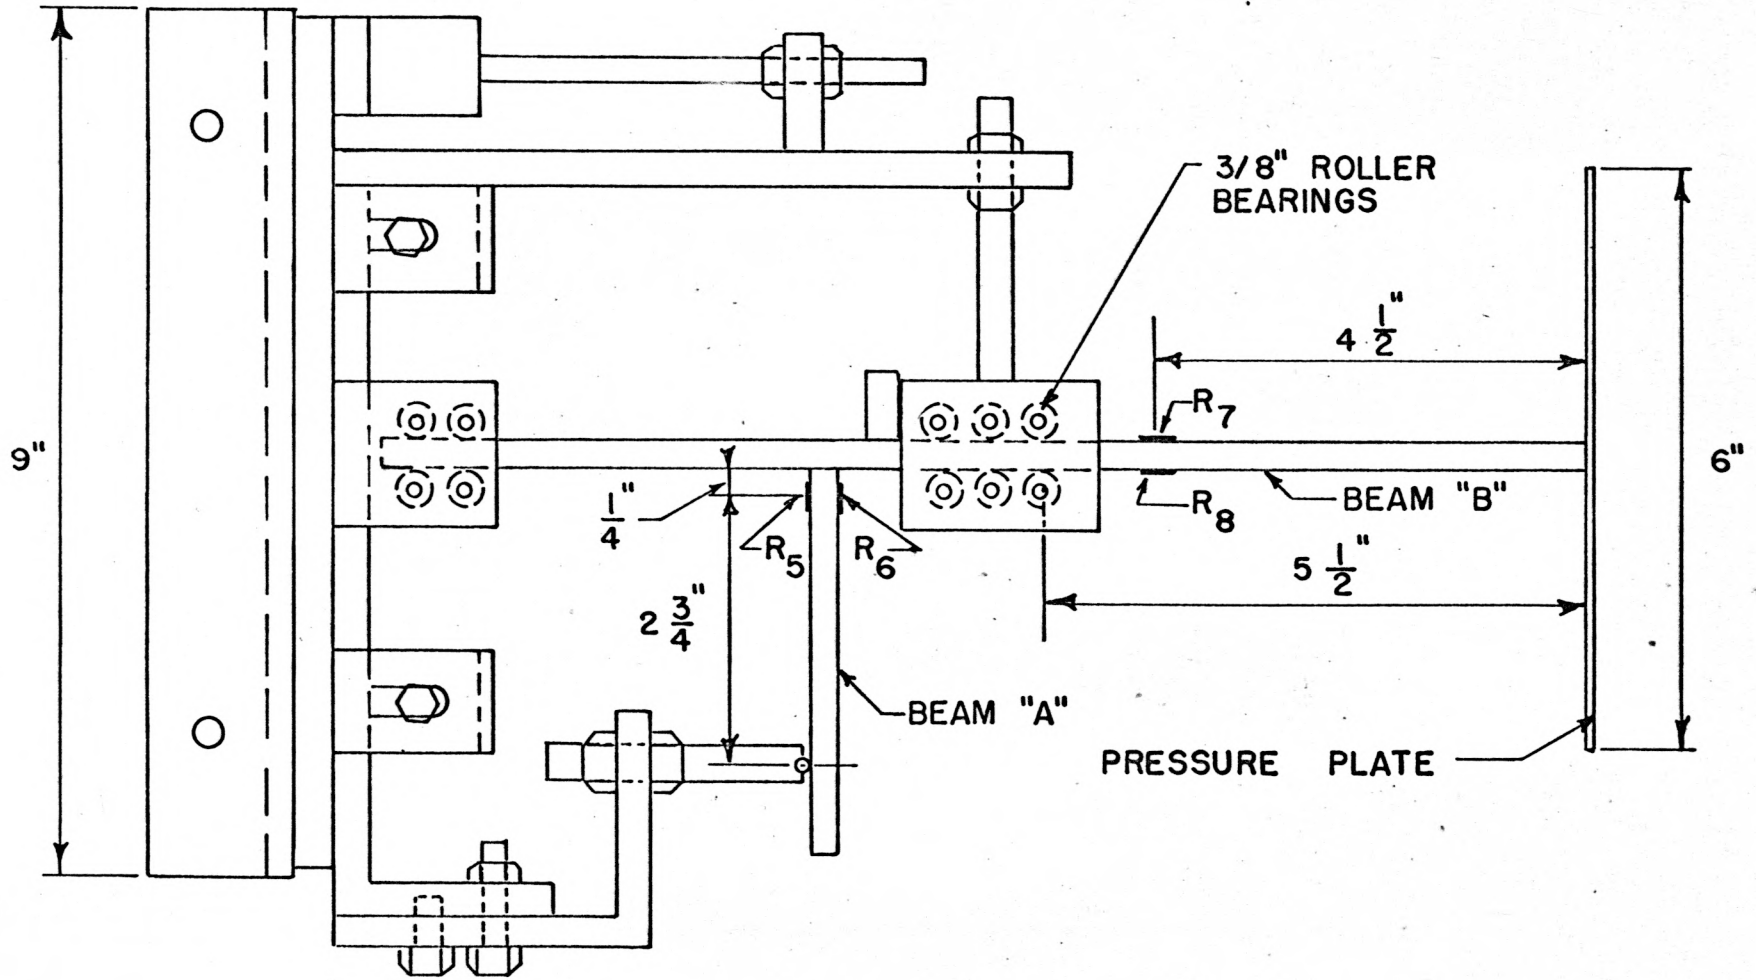 3/8" ROLLER
BEARINGS
4 1/2"
R7
9"
6"
1/4"
R5
R6
R8
BEAM "B"
5 1/2"
2 3/4"
BEAM "A"
PRESSURE PLATE